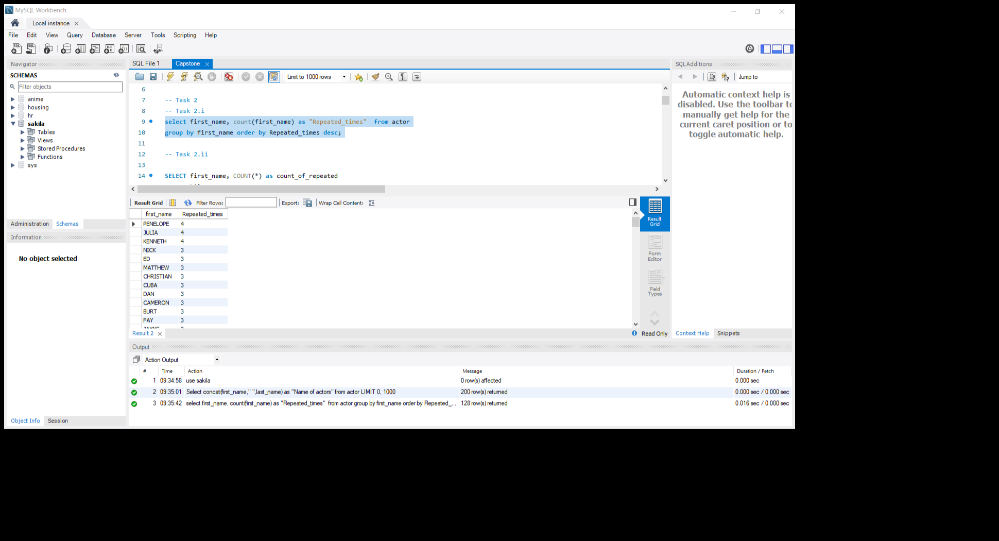 MySQL Workbench
Local instance
File Edit View Query Database Server Tools Scripting Help
Navigator
SCHEMAS
Filter objects
anime
housing
hr
sakila
Tables
Views
Stored Procedures
Functions
sys
Administration Schemas
Information
No object selected
Object Info Session
SQL File 1 Capstone
Limit to 1000 rows
6
7 -- Task 2
8 -- Task 2.i
9 select first_name, count(first_name) as "Repeated_times"  from actor
10 group by first_name order by Repeated_times desc;
11
12 -- Task 2.ii
13
14 SELECT first_name, COUNT(*) as count_of_repeated
Result Grid Filter Rows: Export: Wrap Cell Content:
first_name Repeated_times
PENELOPE 4
JULIA 4
KENNETH 4
NICK 3
ED 3
MATTHEW 3
CHRISTIAN 3
CUBA 3
DAN 3
CAMERON 3
BURT 3
FAY 3
Result Grid
Form Editor
Field Types
Result 2
Read Only
SQLAdditions
Jump to
Automatic context help is
disabled. Use the toolbar to
manually get help for the
current caret position or to
toggle automatic help.
Context Help Snippets
Output
Action Output
# Time Action Message Duration / Fetch
1 09:34:58 use sakila 0 row(s) affected 0.000 sec
2 09:35:01 Select concat(first_name," ",last_name) as "Name of actors" from actor LIMIT 0, 1000 200 row(s) returned 0.000 sec / 0.000 sec
3 09:35:42 select first_name, count(first_name) as "Repeated_times"  from actor group by first_name order by Repeated_... 128 row(s) returned 0.016 sec / 0.000 sec